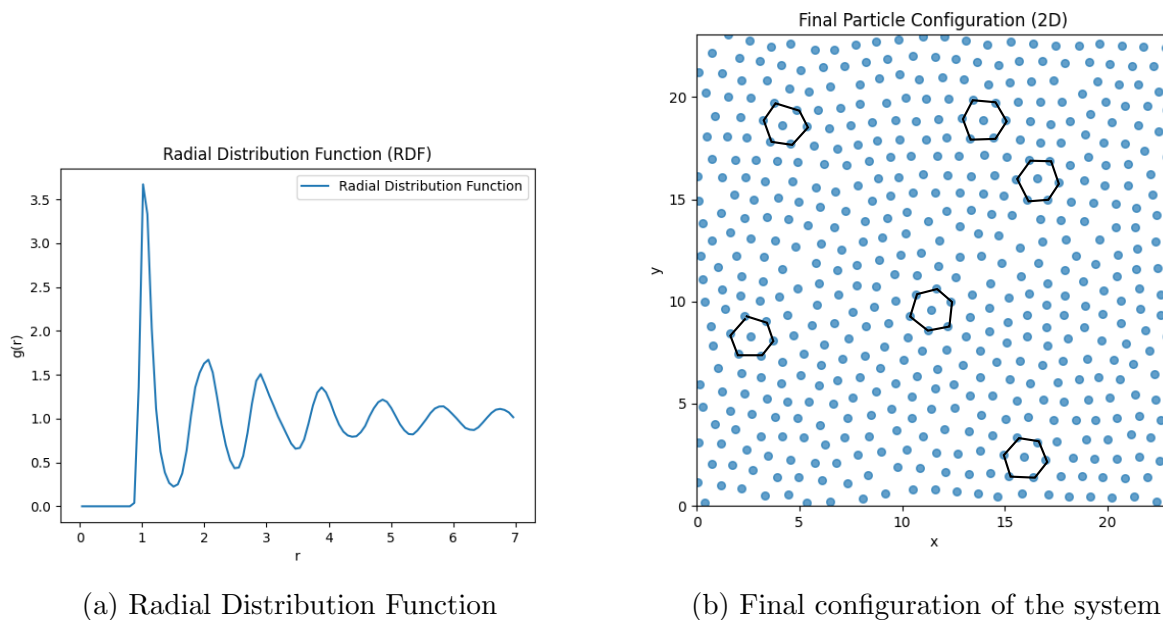 Radial Distribution Function (RDF)
Radial Distribution Function
g(r)
3.5
3.0
2.5
2.0
1.5
1.0
0.5
0.0
0 1 2 3 4 5 6 7
r
(a) Radial Distribution Function
Final Particle Configuration (2D)
y
20
15
10
5
0
0 5 10 15 20
x
(b) Final configuration of the system